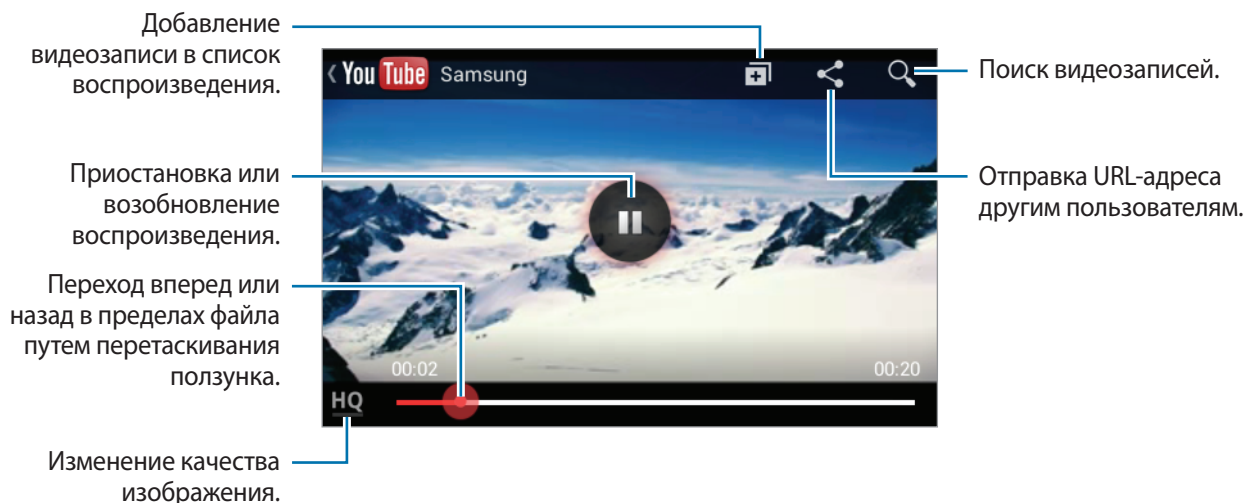 Добавление
видеозаписи в список
воспроизведения.
You Tube Samsung
Поиск видеозаписей.
Приостановка или
возобновление
воспроизведения.
Отправка URL-адреса
другим пользователям.
Переход вперед или
назад в пределах файла
путем перетаскивания
ползунка.
00:02
00:20
HQ
Изменение качества
изображения.